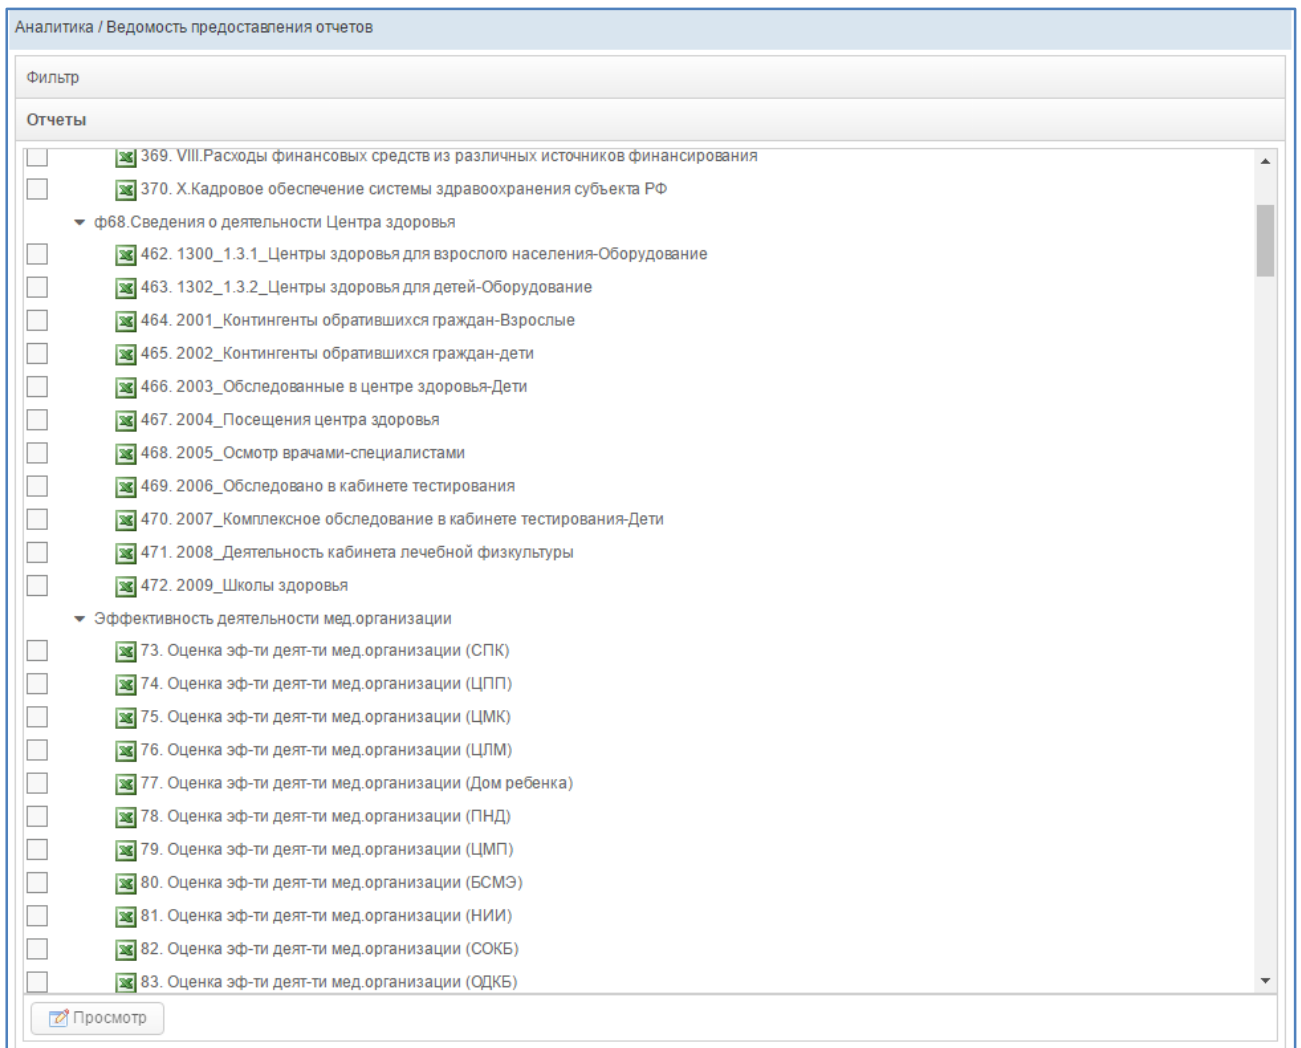 Аналитика / Ведомость предоставления отчетов
Фильтр
Отчеты
369. VIII.Расходы финансовых средств из различных источников финансирования
370. X.Кадровое обеспечение системы здравоохранения субъекта РФ
ф68.Сведения о деятельности Центра здоровья
462. 1300_1.3.1_Центры здоровья для взрослого населения-Оборудование
463. 1302_1.3.2_Центры здоровья для детей-Оборудование
464. 2001_Контингенты обратившихся граждан-Взрослые
465. 2002_Контингенты обратившихся граждан-дети
466. 2003_Обследованные в центре здоровья-Дети
467. 2004_Посещения центра здоровья
468. 2005_Осмотр врачами-специалистами
469. 2006_Обследовано в кабинете тестирования
470. 2007_Комплексное обследование в кабинете тестирования-Дети
471. 2008_Деятельность кабинета лечебной физкультуры
472. 2009_Школы здоровья
Эффективность деятельности мед.организации
73. Оценка эф-ти деят-ти мед.организации (СПК)
74. Оценка эф-ти деят-ти мед.организации (ЦПП)
75. Оценка эф-ти деят-ти мед.организации (ЦМК)
76. Оценка эф-ти деят-ти мед.организации (ЦЛМ)
77. Оценка эф-ти деят-ти мед.организации (Дом ребенка)
78. Оценка эф-ти деят-ти мед.организации (ПНД)
79. Оценка эф-ти деят-ти мед.организации (ЦМП)
80. Оценка эф-ти деят-ти мед.организации (БСМЭ)
81. Оценка эф-ти деят-ти мед.организации (НИИ)
82. Оценка эф-ти деят-ти мед.организации (СОКБ)
83. Оценка эф-ти деят-ти мед.организации (ОДКБ)
Просмотр